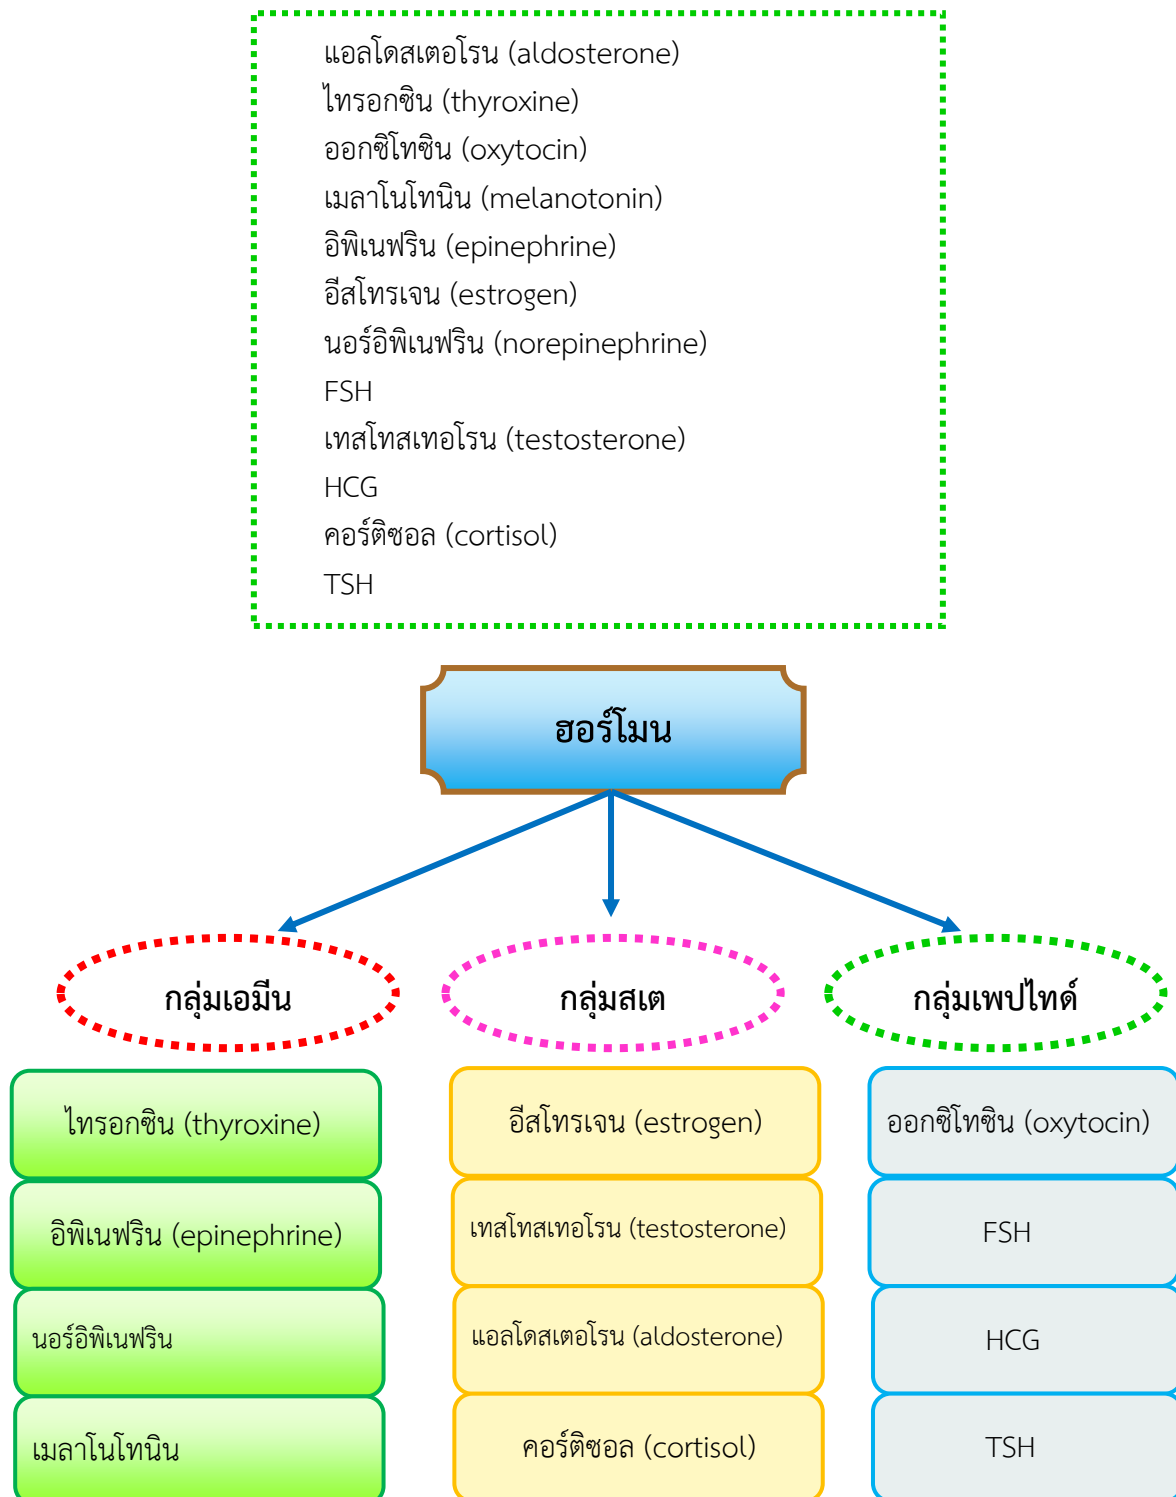 แอลโดสเตอโรน (aldosterone)
ไทรอกซิน (thyroxine)
ออกซิโทซิน (oxytocin)
เมลาโนโทนิน (melanotonin)
อิพิเนฟริน (epinephrine)
อีสโทรเจน (estrogen)
นอร์อิพิเนฟริน (norepinephrine)
FSH
เทสโทสเทอโรน (testosterone)
HCG
คอร์ติซอล (cortisol)
TSH
ฮอร์โมน
กลุ่มเอมีน
กลุ่มสเต
กลุ่มเพปไทด์
ไทรอกซิน (thyroxine)
อีสโทรเจน (estrogen)
ออกซิโทซิน (oxytocin)
อิพิเนฟริน (epinephrine)
เทสโทสเทอโรน (testosterone)
FSH
นอร์อิพิเนฟริน
แอลโดสเตอโรน (aldosterone)
HCG
เมลาโนโทนิน
คอร์ติซอล (cortisol)
TSH